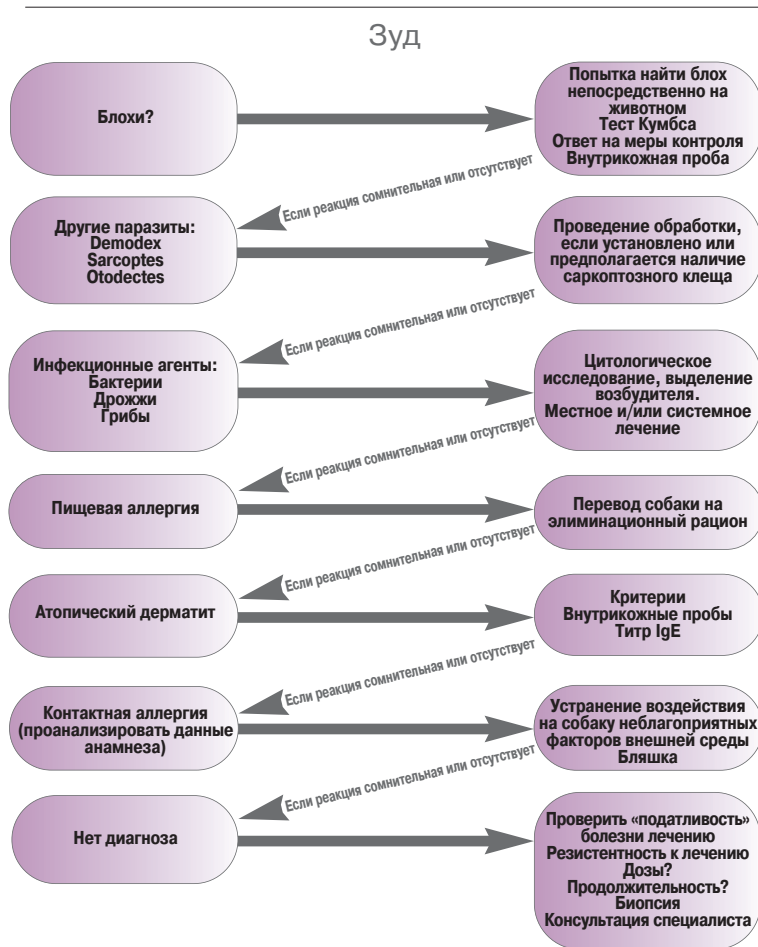 Зуд
Блохи?
Попытка найти блох
непосредственно на
животном
Тест Кумбса
Ответ на меры контроля
Внутрикожная проба
Если реакция сомнительная или отсутствует
Другие паразиты:
Demodex
Sarcoptes
Otodectes
Проведение обработки,
если установлено или
предполагается наличие
саркоптозного клеща
Если реакция сомнительная или отсутствует
Инфекционные агенты:
Бактерии
Дрожжи
Грибы
Цитологическое
исследование, выделение
возбудителя.
Местное и/или системное
лечение
Если реакция сомнительная или отсутствует
Пищевая аллергия
Перевод собаки на
элиминационный рацион
Если реакция сомнительная или отсутствует
Атопический дерматит
Критерии
Внутрикожные пробы
Титр IgE
Если реакция сомнительная или отсутствует
Контактная аллергия
(проанализировать данные
анамнеза)
Устранение воздействия
на собаку неблагоприятных
факторов внешней среды
Бляшка
Если реакция сомнительная или отсутствует
Нет диагноза
Проверить «податливость»
болезни лечению
Резистентность к лечению
Дозы?
Продолжительность?
Биопсия
Консультация специалиста